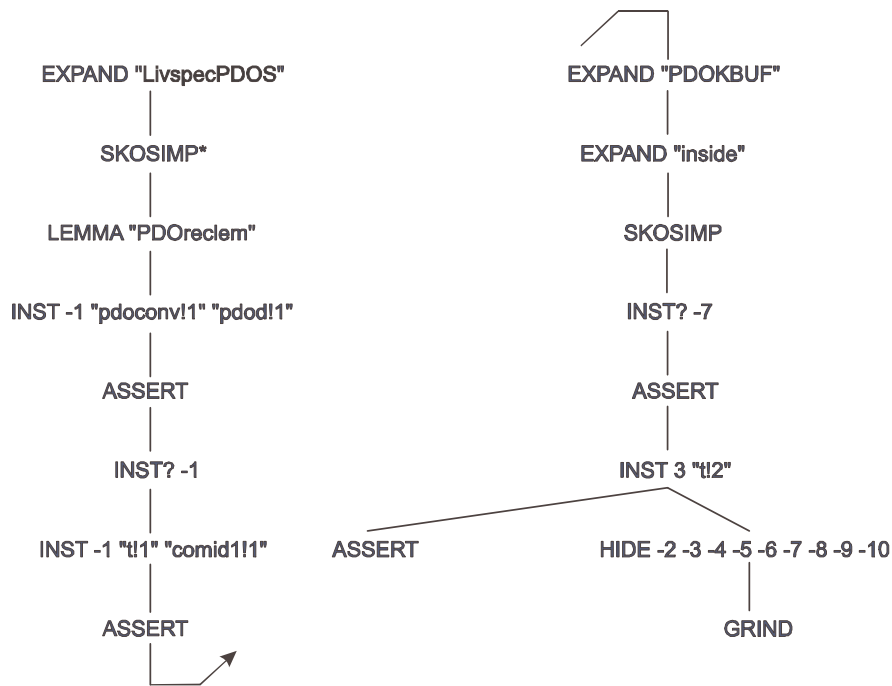 EXPAND "LivspecPDOS"
SKOSIMP*
LEMMA "PDOreclem"
INST -1 "pdoconv!1" "pdod!1"
ASSERT
INST? -1
INST -1 "t!1" "comid1!1"
ASSERT
EXPAND "PDOKBUF"
EXPAND "inside"
SKOSIMP
INST? -7
ASSERT
INST 3 "t!2"
ASSERT
HIDE -2 -3 -4 -5 -6 -7 -8 -9 -10
GRIND